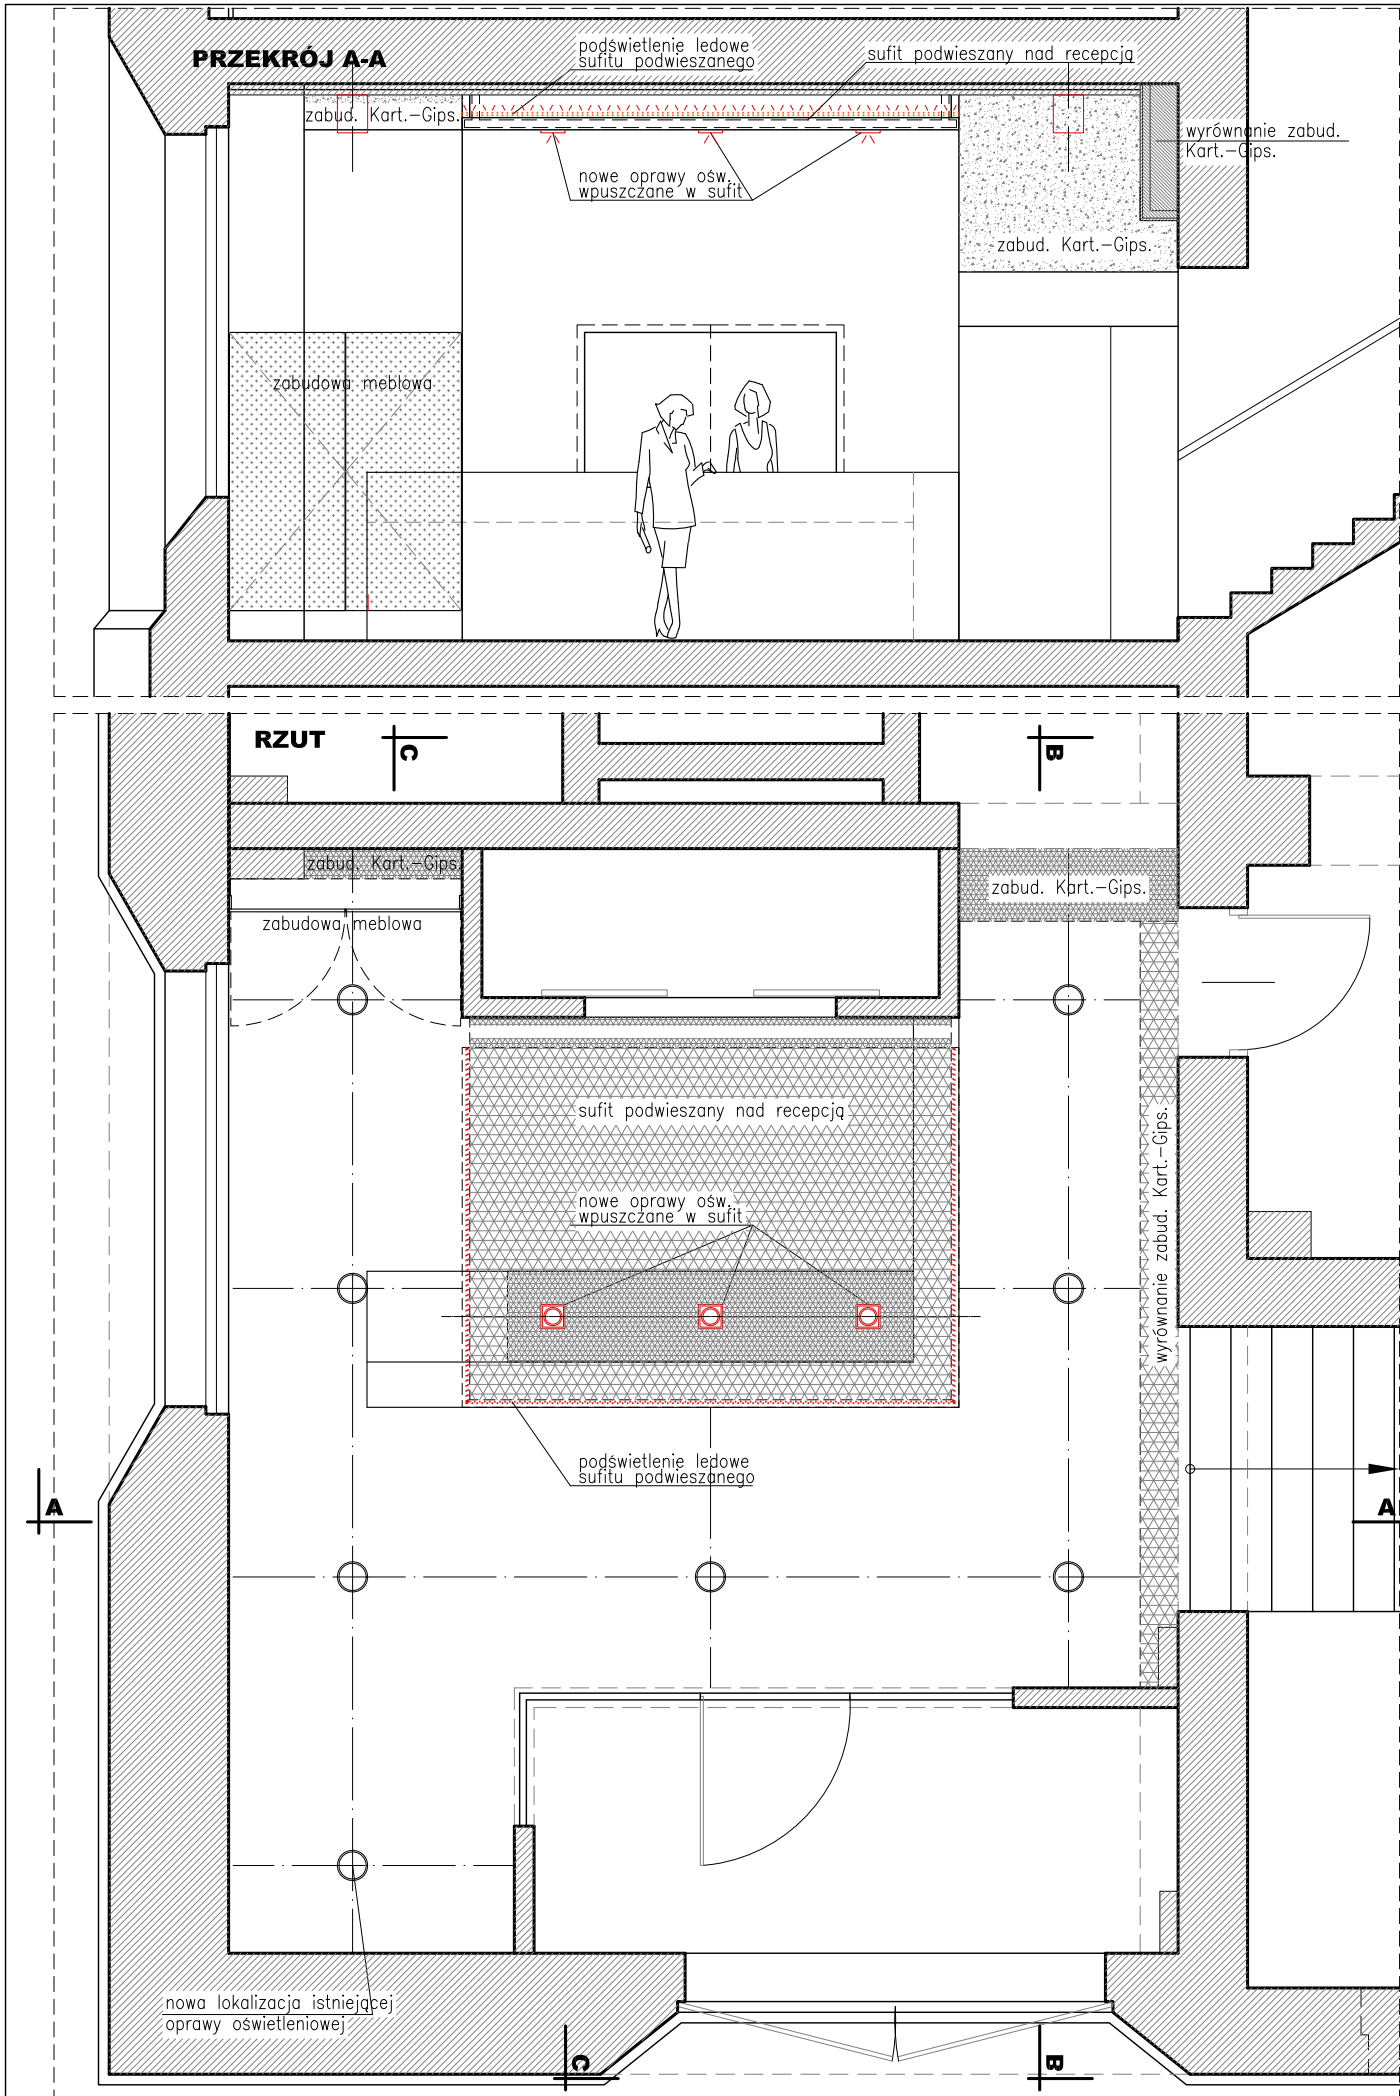 PRZEKRÓJ A-A
podświetlenie ledowe
sufitu podwieszanego
sufit podwieszany nad recepcją
zabud. Kart.-Gips.
wyrównanie zabud.
Kart.-Gips.
nowe oprawy ośw.
wpuszczane w sufit
zabud. Kart.-Gips.
zabudowa meblowa
RZUT
C
B
zabud. Kart.-Gips.
zabud. Kart.-Gips.
zabudowa meblowa
sufit podwieszany nad recepcją
wyrównanie zabud. Kart.-Gips.
nowe oprawy ośw.
wpuszczane w sufit
podświetlenie ledowe
sufitu podwieszanego
A
A
nowa lokalizacja istniejącej
oprawy oświetleniowej
C
B